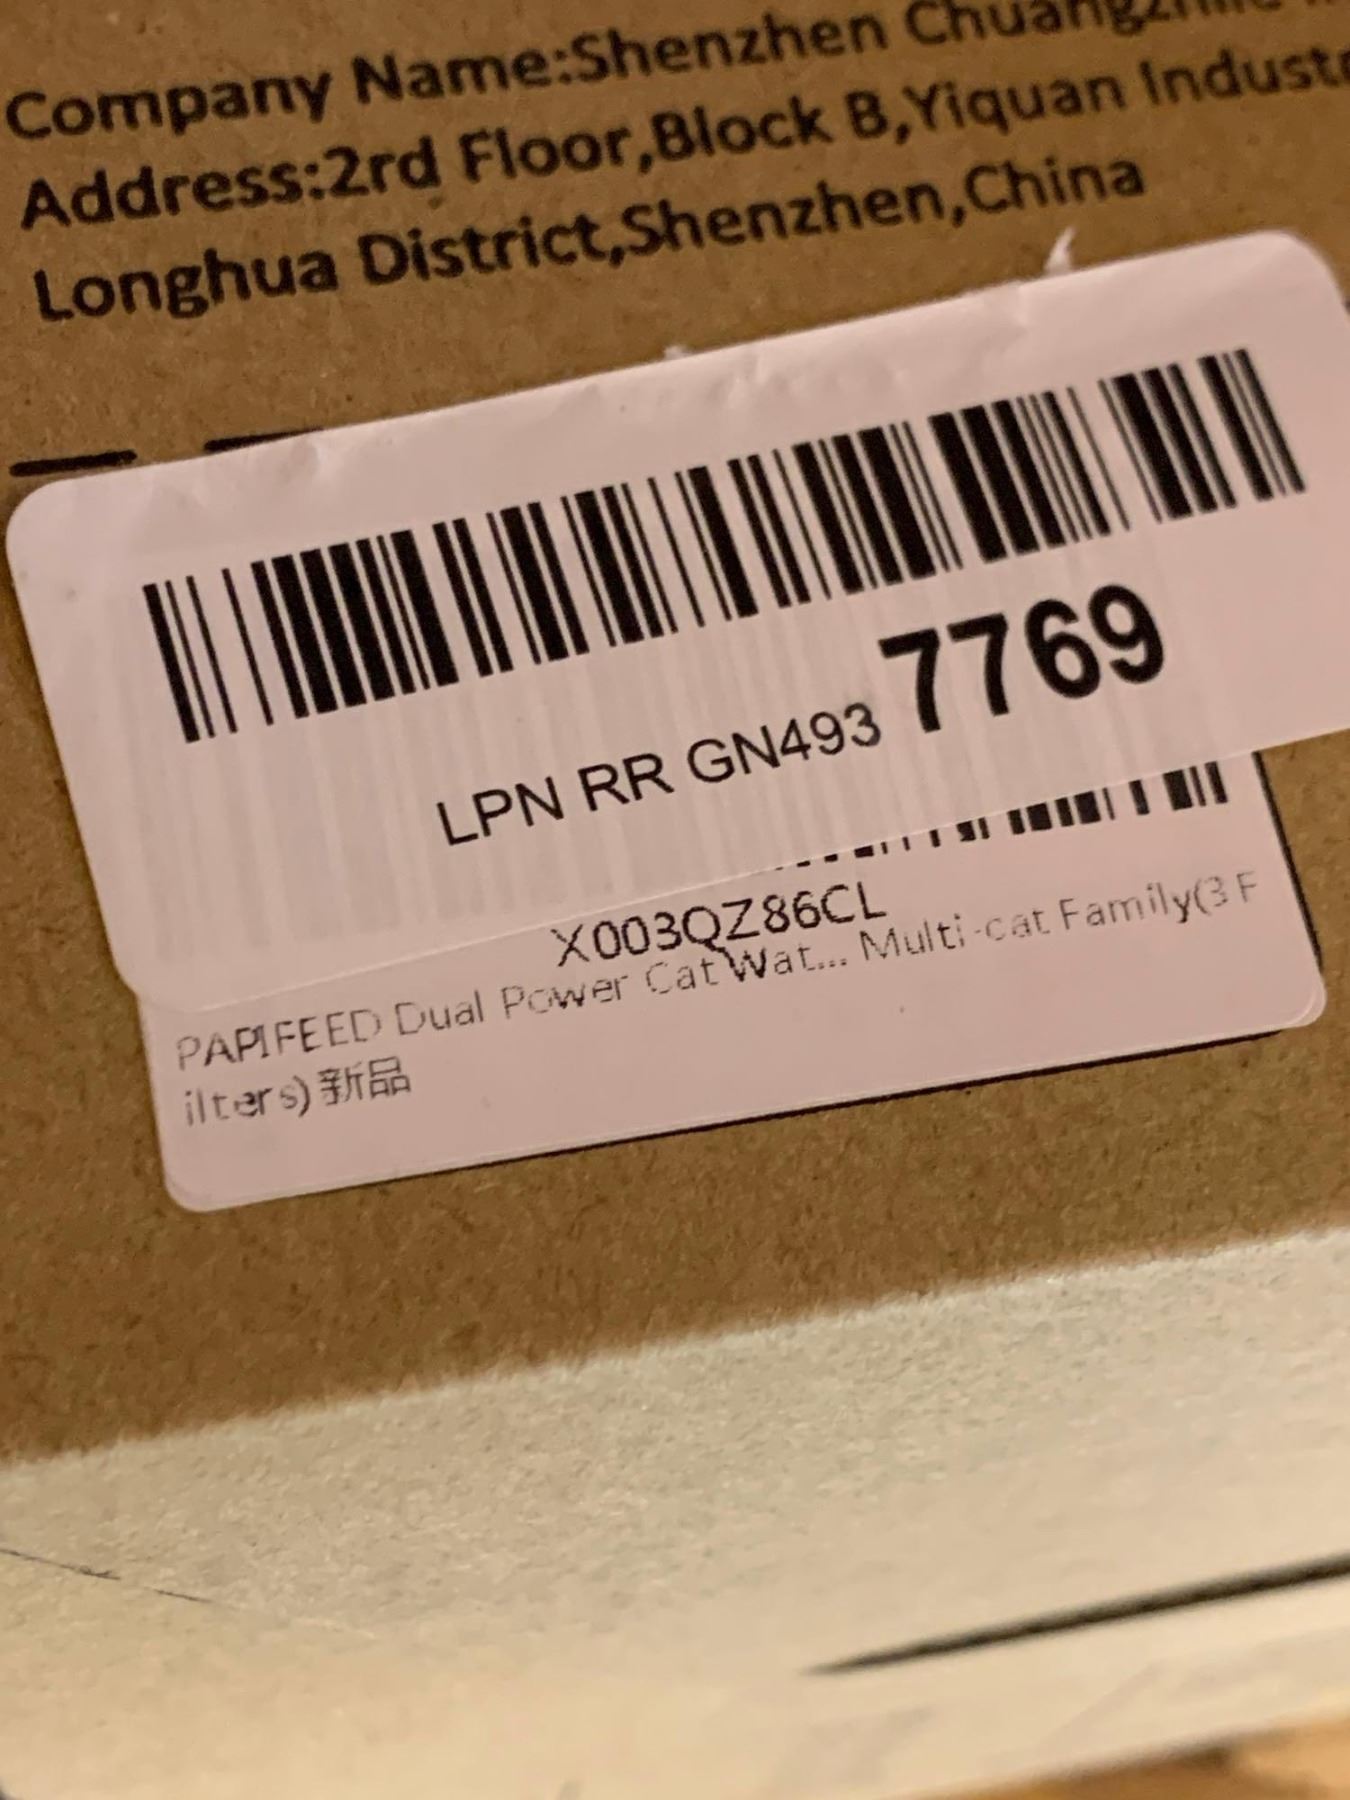 Company Name:Shenzhen
Address:2rd Floor,Block B,Yiquan
Longhua District,Shenzhen,China
LPN RR GN493 7769
X003QZ86CL
PAPIFEED Dual Power Cat Wat... Multi-cat Family(3 F
ilters)新品